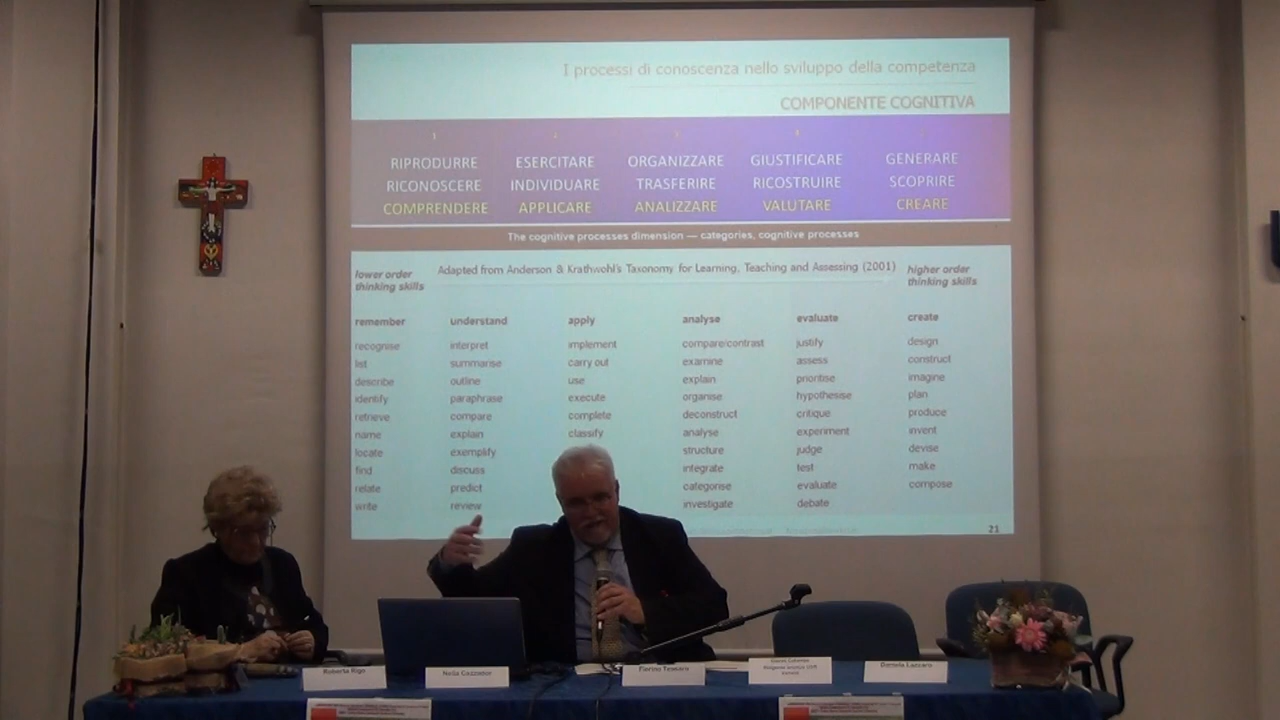 I processi di conoscenza nello sviluppo della competenza
COMPONENTE COGNITIVA
1 2 3 4
RIPRODURRE ESERCITARE ORGANIZZARE GIUSTIFICARE GENERARE
RICONOSCERE INDIVIDUARE TRASFERIRE RICOSTRUIRE SCOPRIRE
COMPRENDERE APPLICARE ANALIZZARE VALUTARE CREARE
The cognitive processes dimension — categories, cognitive processes
lower order thinking skills
Adapted from Anderson & Krathwohl's Taxonomy for Learning, Teaching and Assessing (2001)
higher order thinking skills
remember understand apply analyse evaluate create
recognise interpret implement compare/contrast justify design
list summarise carry out examine assess construct
describe outline use explain prioritise imagine
identify paraphrase execute organise hypothesise plan
retrieve compare complete deconstruct critique produce
name explain classify analyse experiment invent
locate exemplify structure judge devise
find discuss integrate test make
relate predict categorise evaluate compose
write review investigate debate
21
Roberta Rigo
Nella Gazzador
Fiorino Tessaro
Daniela Lazzaro